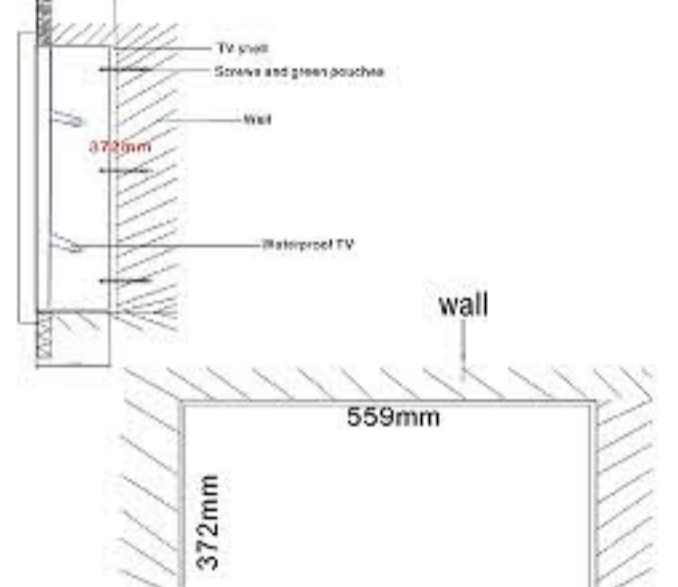 TV shell
Screws and green pouches
Wall
372mm
Waterproof TV
wall
559mm
372mm